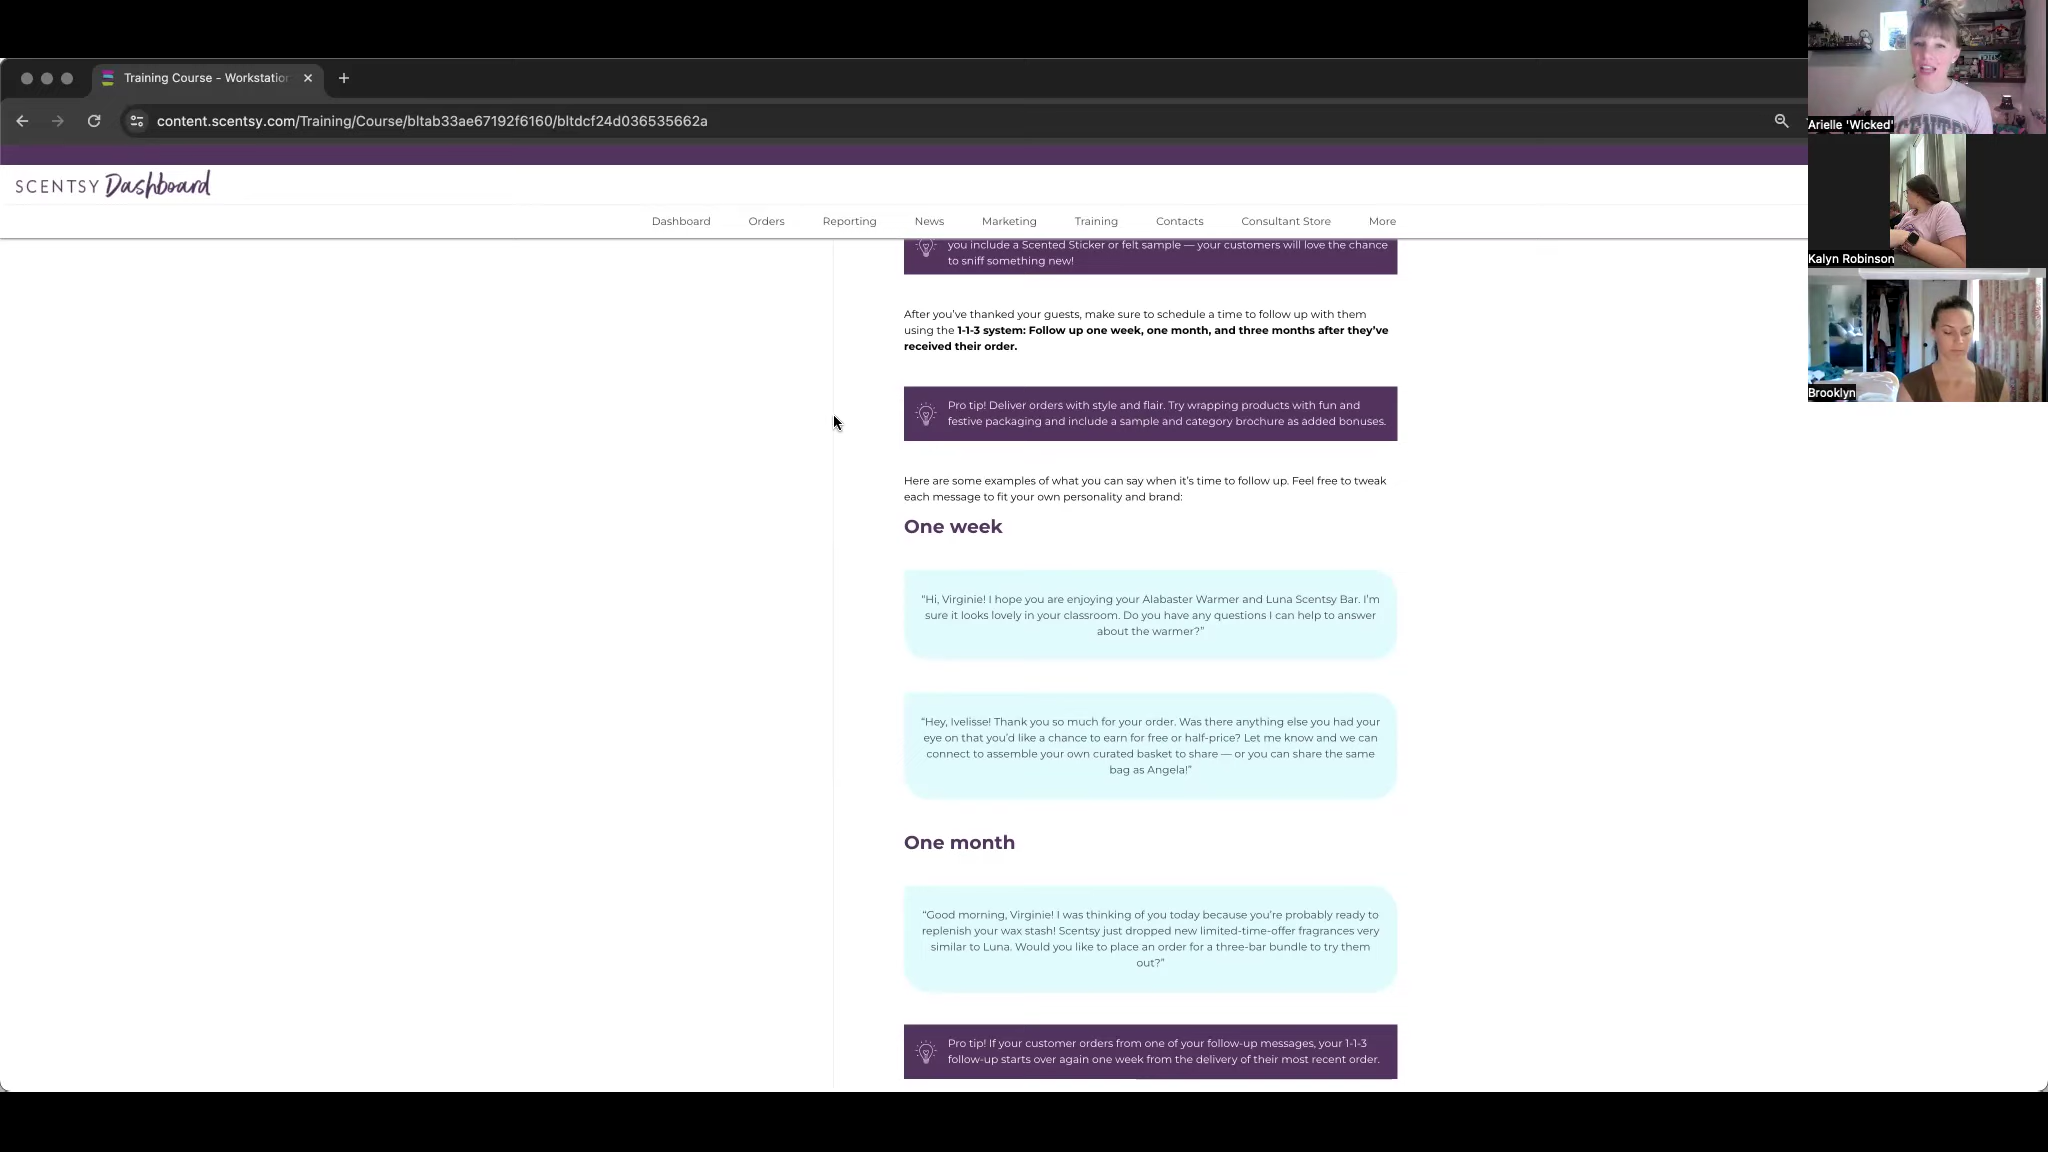 Training Course - Workstation
content.scentsy.com/Training/Course/bltab33ae67192f6160/bltdcf24d036535662a
SCENTSY Dashboard
Dashboard Orders Reporting News Marketing Training Contacts Consultant Store More
you include a Scented Sticker or felt sample — your customers will love the chance
to sniff something new!
After you’ve thanked your guests, make sure to schedule a time to follow up with them
using the 1-1-3 system: Follow up one week, one month, and three months after they’ve
received their order.
Pro tip! Deliver orders with style and flair. Try wrapping products with fun and
festive packaging and include a sample and category brochure as added bonuses.
Here are some examples of what you can say when it’s time to follow up. Feel free to tweak
each message to fit your own personality and brand:
One week
“Hi, Virginie! I hope you are enjoying your Alabaster Warmer and Luna Scentsy Bar. I’m
sure it looks lovely in your classroom. Do you have any questions I can help to answer
about the warmer?”
“Hey, Ivelisse! Thank you so much for your order. Was there anything else you had your
eye on that you’d like a chance to earn for free or half-price? Let me know and we can
connect to assemble your own curated basket to share — or you can share the same
bag as Angela!”
One month
“Good morning, Virginie! I was thinking of you today because you’re probably ready to
replenish your wax stash! Scentsy just dropped new limited-time-offer fragrances very
similar to Luna. Would you like to place an order for a three-bar bundle to try them
out?”
Pro tip! If your customer orders from one of your follow-up messages, your 1-1-3
follow-up starts over again one week from the delivery of their most recent order.
Arielle 'Wicked'
Kalyn Robinson
Brooklyn